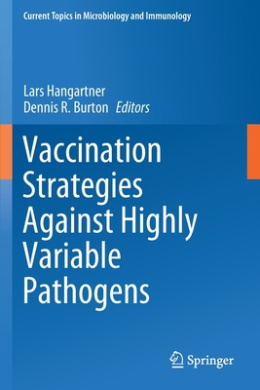 Current Topics in Microbiology and Immunology
Lars Hangartner
Dennis R. Burton Editors
Vaccination
Strategies
Against Highly
Variable
Pathogens
Springer